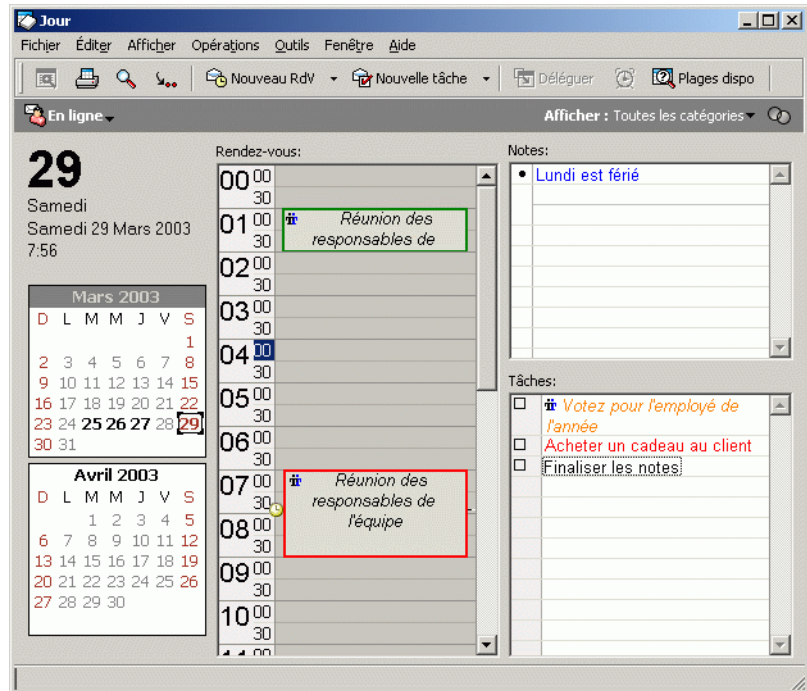 Jour
Fichier Éditer Afficher Opérations Outils Fenêtre Aide
Nouveau RdV Nouvelle tâche Déléguer Plages dispo
En ligne Afficher : Toutes les catégories
29
Samedi
Samedi 29 Mars 2003
7:56
Mars 2003
D L M M J V S
1
2 3 4 5 6 7 8
9 10 11 12 13 14 15
16 17 18 19 20 21 22
23 24 25 26 27 28 29
30 31
Avril 2003
D L M M J V S
1 2 3 4 5
6 7 8 9 10 11 12
13 14 15 16 17 18 19
20 21 22 23 24 25 26
27 28 29 30
Rendez-vous:
00 00
30
01 00 Réunion des
30 responsables de
02 00
30
03 00
30
04 00
30
05 00
30
06 00
30
07 00 Réunion des
30 responsables de
08 00 l'équipe
30
09 00
30
10 00
30
Notes:
Lundi est férié
Tâches:
Votez pour l'employé de
l'année
Acheter un cadeau au client
Finaliser les notes